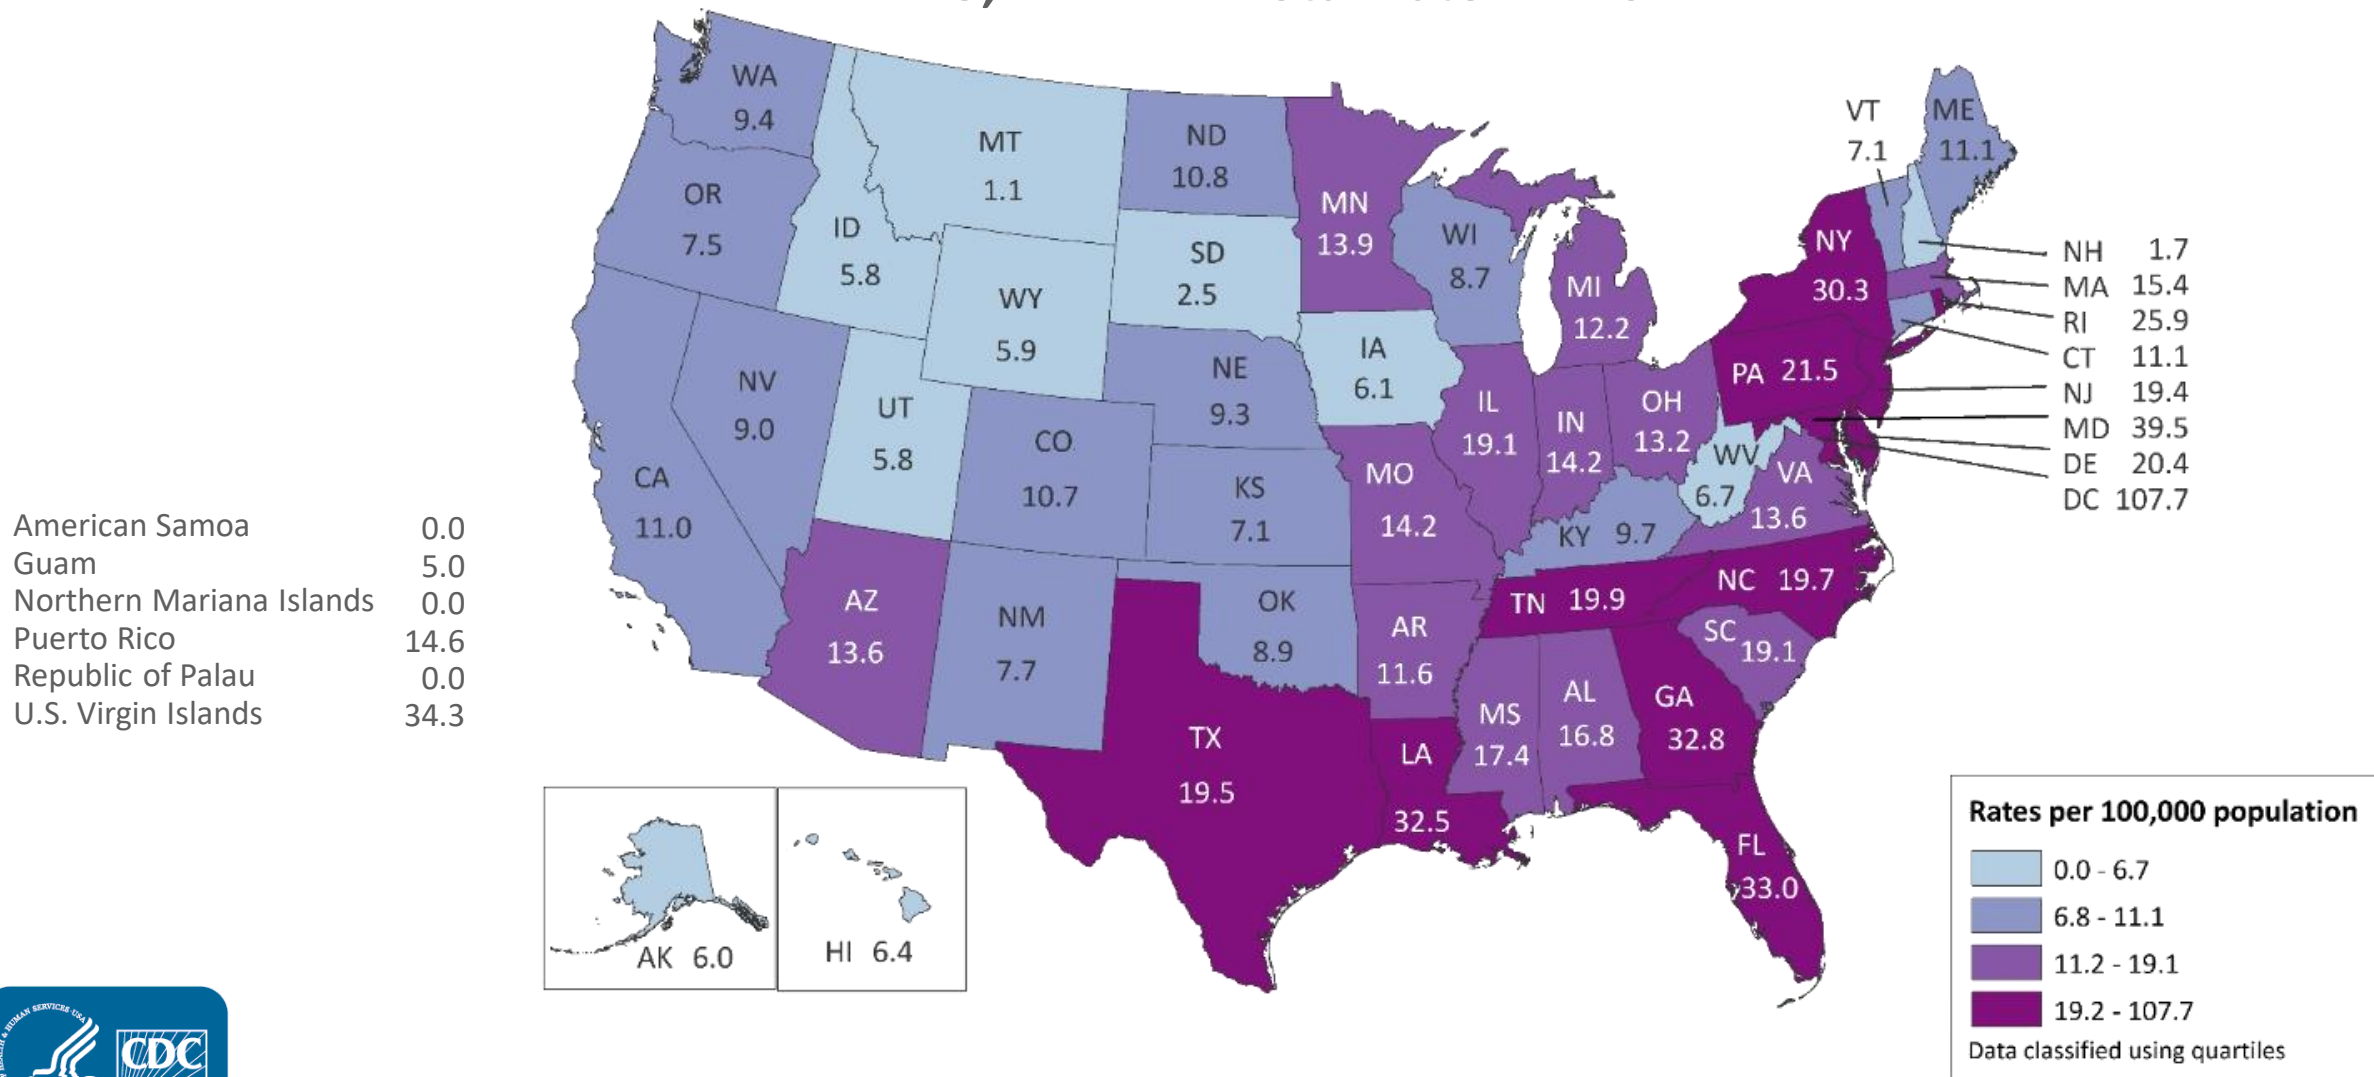 WA
9.4
MT
1.1
ND
10.8
VT
7.1
ME
11.1
OR
7.5
ID
5.8
MN
13.9
WI
8.7
NY
30.3
SD
2.5
WY
5.9
MI
12.2
NH 1.7
MA 15.4
RI 25.9
CT 11.1
NJ 19.4
MD 39.5
DE 20.4
DC 107.7
NV
9.0
UT
5.8
NE
9.3
IA
6.1
PA 21.5
IL
19.1
IN
14.2
OH
13.2
CA
11.0
CO
10.7
KS
7.1
MO
14.2
WV
6.7
VA
13.6
KY 9.7
American Samoa 0.0
Guam 5.0
Northern Mariana Islands 0.0
Puerto Rico 14.6
Republic of Palau 0.0
U.S. Virgin Islands 34.3
AZ
13.6
NM
7.7
OK
8.9
AR
11.6
TN 19.9
NC 19.7
SC
19.1
TX
19.5
LA
32.5
MS
17.4
AL
16.8
GA
32.8
FL
33.0
AK 6.0
HI 6.4
Rates per 100,000 population
0.0 - 6.7
6.8 - 11.1
11.2 - 19.1
19.2 - 107.7
Data classified using quartiles
HUMAN SERVICES USA
CDC